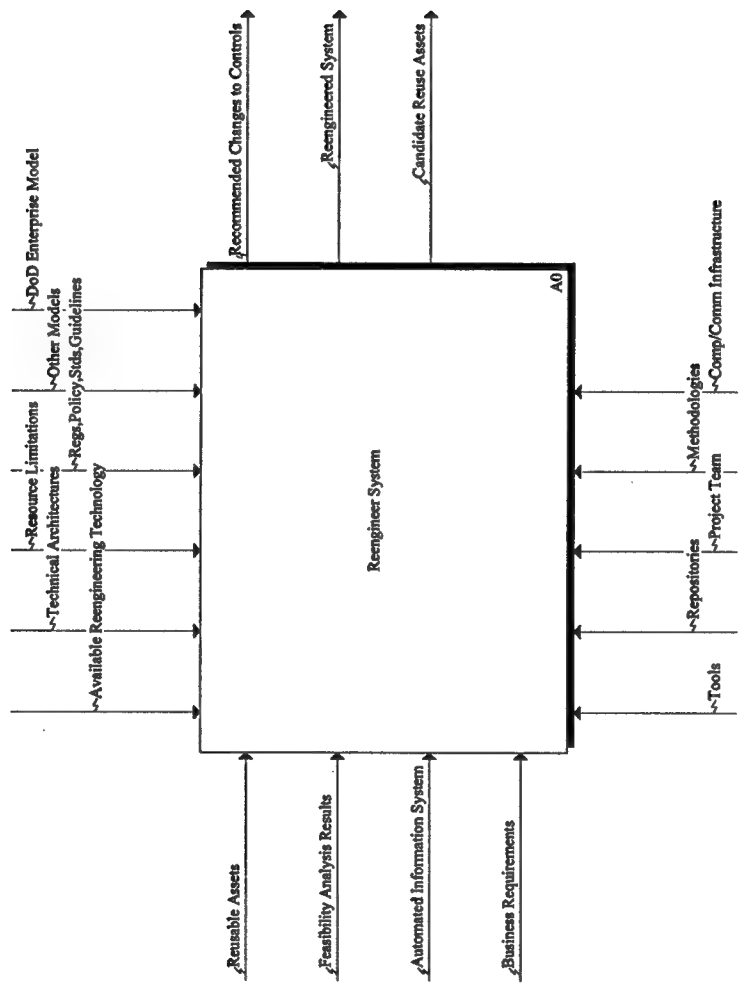 Available Reengineering Technology
Technical Architectures
Resource Limitations
Regs,Policy,Stds,Guidelines
Other Models
DoD Enterprise Model
Reusable Assets
Feasibility Analysis Results
Automated Information System
Business Requirements
Reengineer System
A0
Recommended Changes to Controls
Reengineered System
Candidate Reuse Assets
Tools
Repositories
Project Team
Methodologies
Comp/Comm Infrastructure